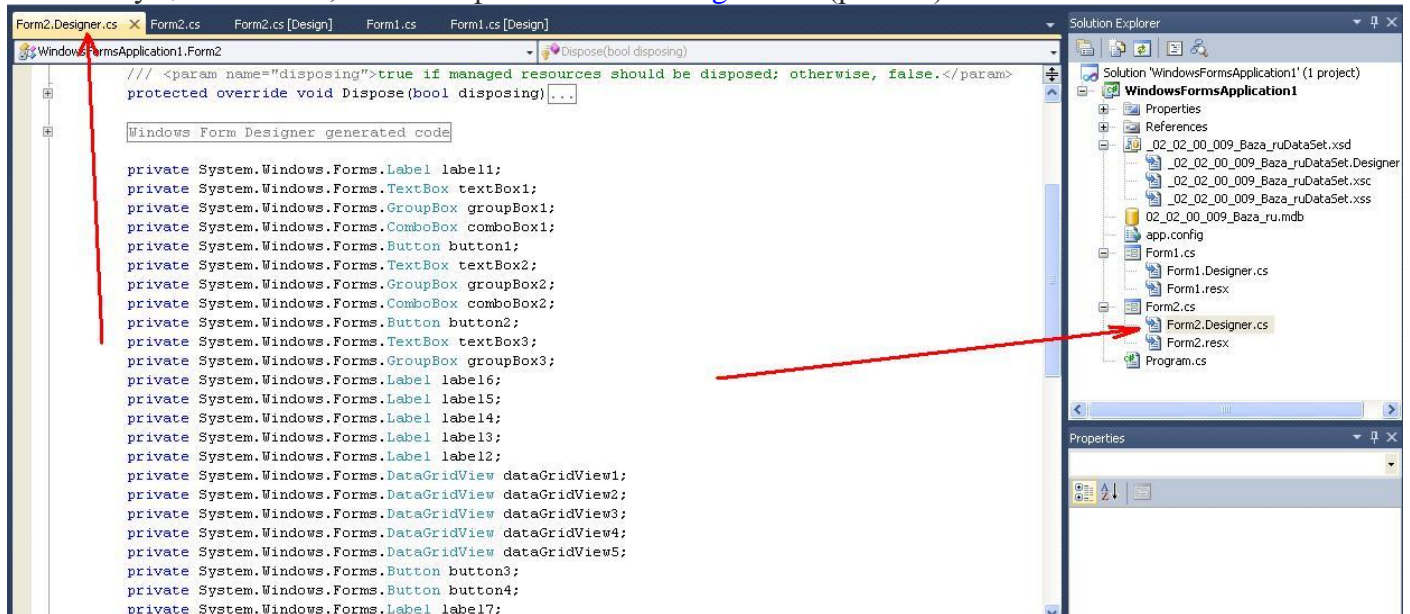 Form2.Designer.cs Form2.cs Form2.cs [Design] Form1.cs Form1.cs [Design]
WindowsFormsApplication1.Form2
Dispose(bool disposing)
/// <param name="disposing">true if managed resources should be disposed; otherwise, false.</param>
protected override void Dispose(bool disposing)...
Windows Form Designer generated code
private System.Windows.Forms.Label label1;
private System.Windows.Forms.TextBox textBox1;
private System.Windows.Forms.GroupBox groupBox1;
private System.Windows.Forms.ComboBox comboBox1;
private System.Windows.Forms.Button button1;
private System.Windows.Forms.TextBox textBox2;
private System.Windows.Forms.GroupBox groupBox2;
private System.Windows.Forms.ComboBox comboBox2;
private System.Windows.Forms.Button button2;
private System.Windows.Forms.TextBox textBox3;
private System.Windows.Forms.GroupBox groupBox3;
private System.Windows.Forms.Label label6;
private System.Windows.Forms.Label label5;
private System.Windows.Forms.Label label4;
private System.Windows.Forms.Label label3;
private System.Windows.Forms.Label label2;
private System.Windows.Forms.DataGridView dataGridView1;
private System.Windows.Forms.DataGridView dataGridView2;
private System.Windows.Forms.DataGridView dataGridView3;
private System.Windows.Forms.DataGridView dataGridView4;
private System.Windows.Forms.DataGridView dataGridView5;
private System.Windows.Forms.Button button3;
private System.Windows.Forms.Button button4;
private System.Windows.Forms.Label label7;
Solution Explorer
Solution 'WindowsFormsApplication1' (1 project)
WindowsFormsApplication1
Properties
References
_02_02_00_009_Baza_ruDataSet.xsd
_02_02_00_009_Baza_ruDataSet.Designer
_02_02_00_009_Baza_ruDataSet.xsc
_02_02_00_009_Baza_ruDataSet.xss
02_02_00_009_Baza_ru.mdb
app.config
Form1.cs
Form1.Designer.cs
Form1.resx
Form2.cs
Form2.Designer.cs
Form2.resx
Program.cs
Properties